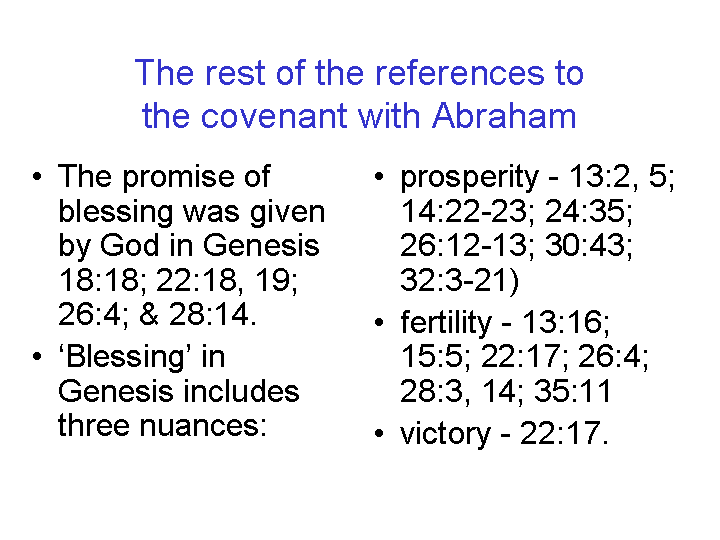 The rest of the references to
the covenant with Abraham
• The promise of
blessing was given
by God in Genesis
18:18; 22:18, 19;
26:4; & 28:14.
• ‘Blessing’ in
Genesis includes
three nuances:
• prosperity - 13:2, 5;
14:22-23; 24:35;
26:12-13; 30:43;
32:3-21)
• fertility - 13:16;
15:5; 22:17; 26:4;
28:3, 14; 35:11
• victory - 22:17.